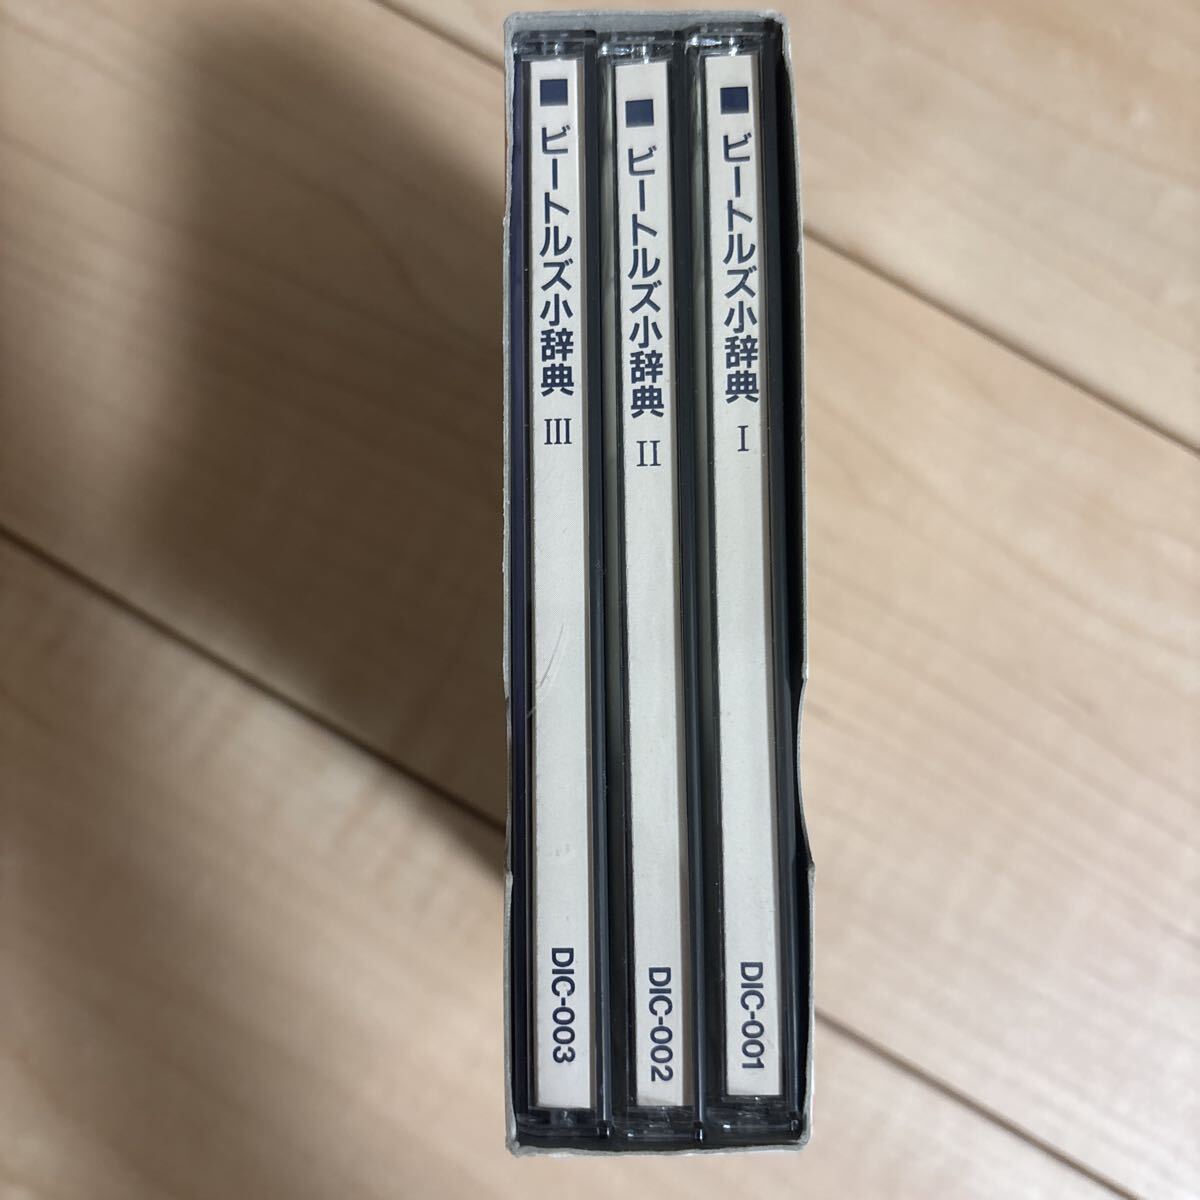 ビートルズ小辞典 III
DIC-003
ビートルズ小辞典 II
DIC-002
ビートルズ小辞典 I
DIC-001